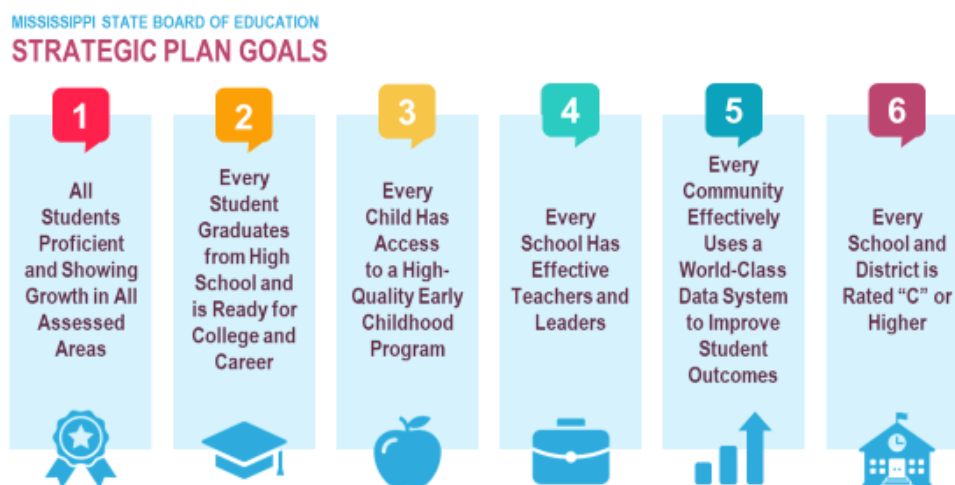 MISSISSIPPI STATE BOARD OF EDUCATION
STRATEGIC PLAN GOALS
1
All
Students
Proficient
and Showing
Growth in All
Assessed
Areas
2
Every
Student
Graduates
from High
School and
is Ready for
College and
Career
3
Every
Child Has
Access
to a High-
Quality Early
Childhood
Program
4
Every
School Has
Effective
Teachers and
Leaders
5
Every
Community
Effectively
Uses a
World-Class
Data System
to Improve
Student
Outcomes
6
Every
School and
District is
Rated “C” or
Higher